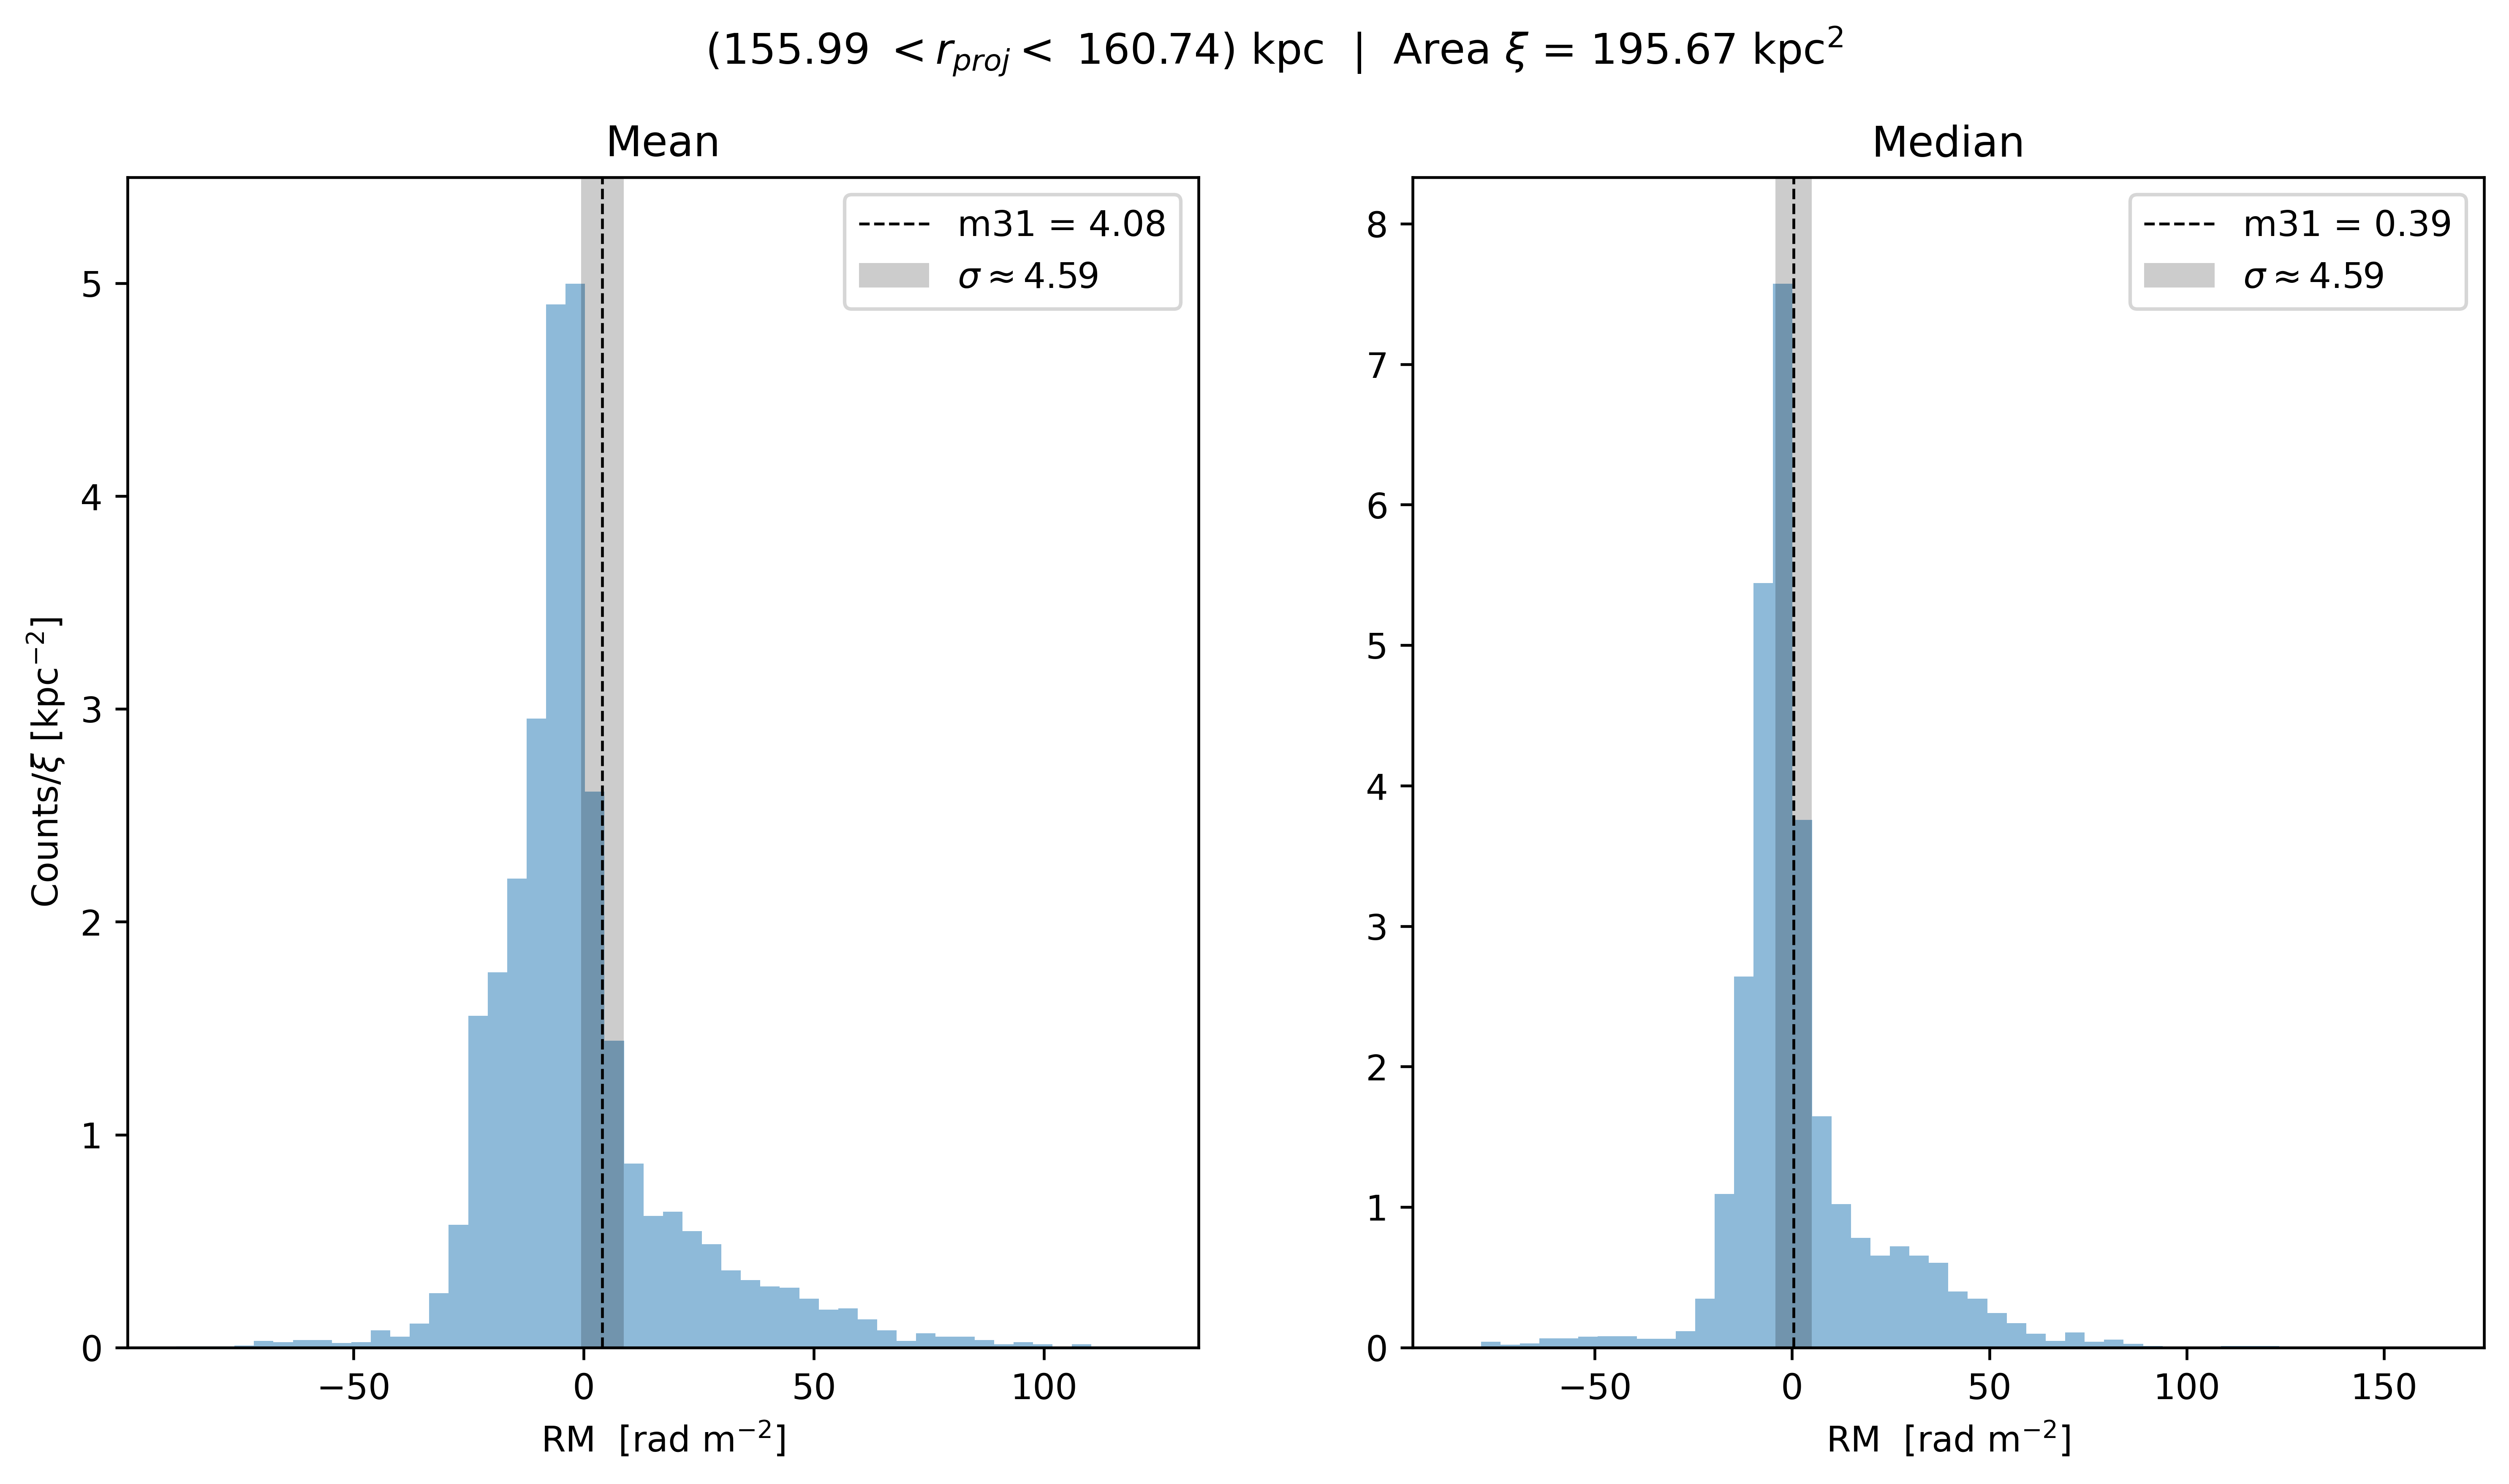 (155.99 < r_proj < 160.74) kpc | Area ξ = 195.67 kpc²
Mean
m31 = 4.08
σ ≈ 4.59
5
4
3
2
1
0
Counts/ξ [kpc⁻²]
−50 0 50 100
RM [rad m⁻²]
Median
m31 = 0.39
σ ≈ 4.59
8
7
6
5
4
3
2
1
0
−50 0 50 100 150
RM [rad m⁻²]